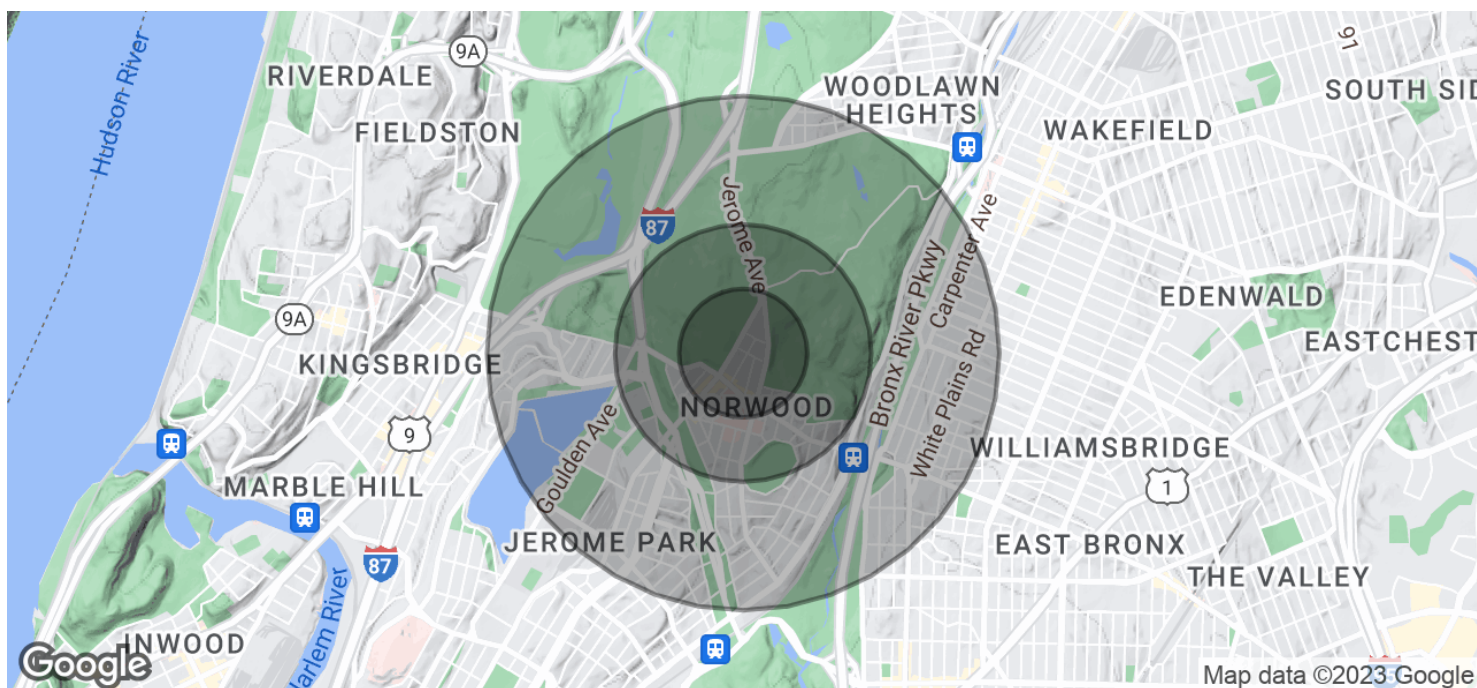 91
9A
RIVERDALE
WOODLAWN
HEIGHTS
SOUTH SID
Hudson River
FIELDSTON
WAKEFIELD
Jerome Ave
87
Carpenter Ave
Bronx River Pkwy
EDENWALD
9A
KINGSBRIDGE
EASTCHEST
White Plains Rd
NORWOOD
9
Goulden Ave
WILLIAMSBRIDGE
MARBLE HILL
1
JEROME PARK
EAST BRONX
87
THE VALLEY
Harlem River
INWOOD
Google
Map data ©2023 Google